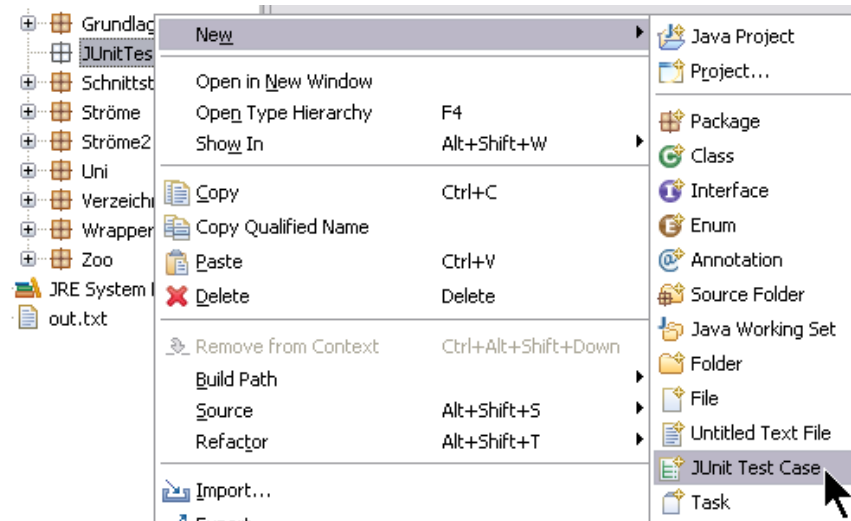 Grundlag
JUnitTes
Schnittst
Ströme
Ströme2
Uni
Verzeichn
Wrapper
Zoo
JRE System
out.txt
New
Open in New Window
Open Type Hierarchy F4
Show In Alt+Shift+W
Copy Ctrl+C
Copy Qualified Name
Paste Ctrl+V
Delete Delete
Remove from Context Ctrl+Alt+Shift+Down
Build Path
Source Alt+Shift+S
Refactor Alt+Shift+T
Import...
Java Project
Project...
Package
Class
Interface
Enum
Annotation
Source Folder
Java Working Set
Folder
File
Untitled Text File
JUnit Test Case
Task